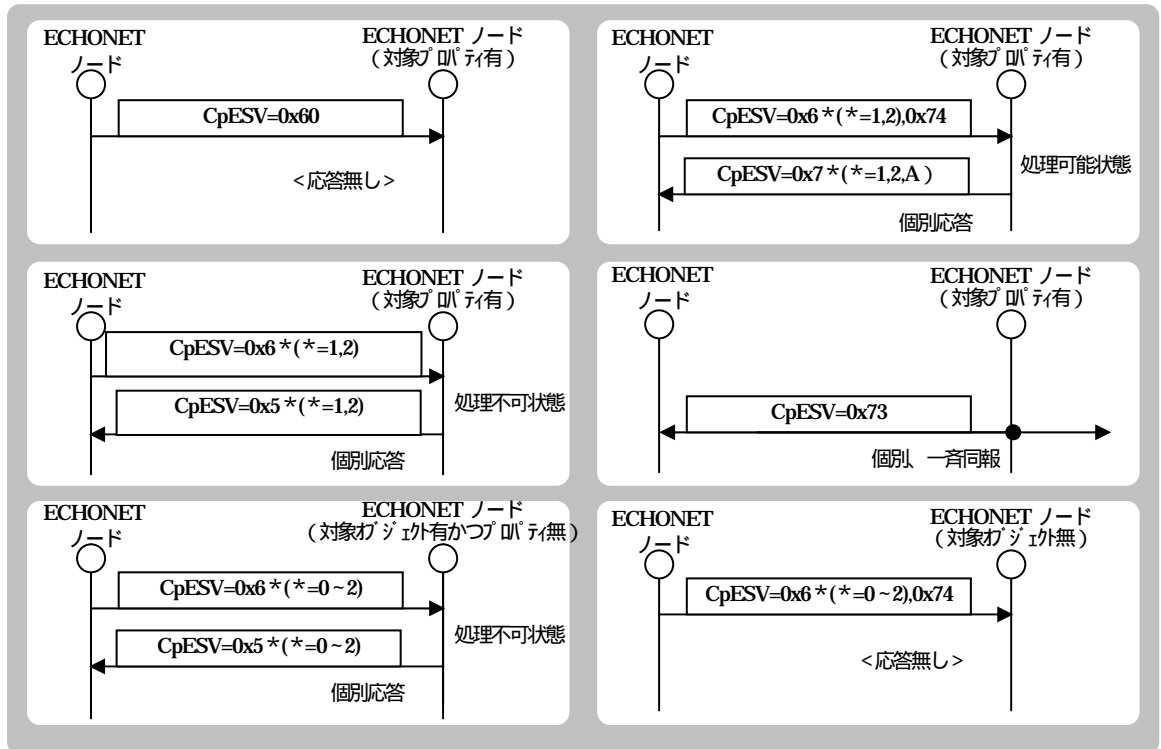 ECHONET
ノード
ECHONET ノード
(対象プロパティ有)
CpESV=0x60
<応答無し>
ECHONET
ノード
ECHONET ノード
(対象プロパティ有)
CpESV=0x6*(*=1,2),0x74
CpESV=0x7*(*=1,2,A)
処理可能状態
個別応答
ECHONET
ノード
ECHONET ノード
(対象プロパティ有)
CpESV=0x6*(*=1,2)
CpESV=0x5*(*=1,2)
処理不可状態
個別応答
ECHONET
ノード
ECHONET ノード
(対象プロパティ有)
CpESV=0x73
個別、一斉同報
ECHONET
ノード
ECHONET ノード
(対象オブジェクト有かつプロパティ無)
CpESV=0x6*(*=0~2)
CpESV=0x5*(*=0~2)
処理不可状態
個別応答
ECHONET
ノード
ECHONET ノード
(対象オブジェクト無)
CpESV=0x6*(*=0~2),0x74
<応答無し>